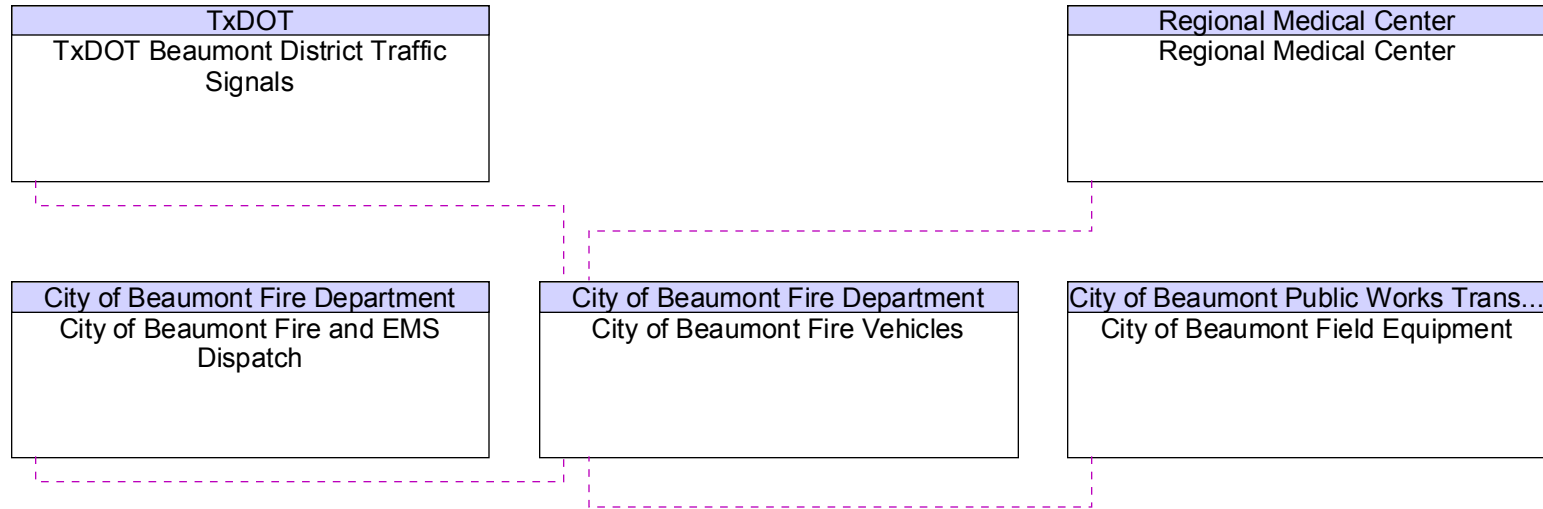 TxDOT
TxDOT Beaumont District Traffic
Signals
Regional Medical Center
Regional Medical Center
City of Beaumont Fire Department
City of Beaumont Fire and EMS
Dispatch
City of Beaumont Fire Department
City of Beaumont Fire Vehicles
City of Beaumont Public Works Trans...
City of Beaumont Field Equipment